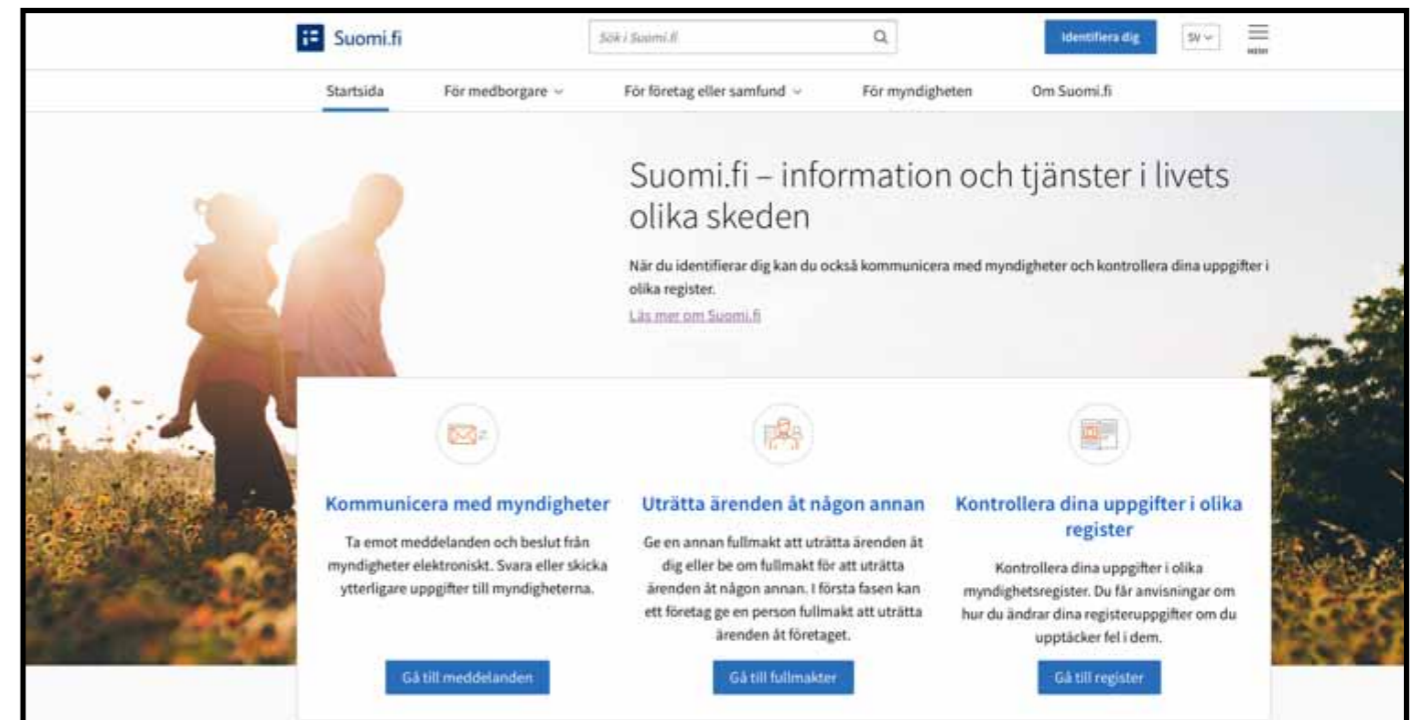 Suomi.fi
Sök i Suomi.fi
Identifiera dig
SV
MENY
Startsida
För medborgare
För företag eller samfund
För myndigheten
Om Suomi.fi
Suomi.fi – information och tjänster i livets
olika skeden
När du identifierar dig kan du också kommunicera med myndigheter och kontrollera dina uppgifter i
olika register.
Läs mer om Suomi.fi
Kommunicera med myndigheter
Ta emot meddelanden och beslut från
myndigheter elektroniskt. Svara eller skicka
ytterligare uppgifter till myndigheterna.
Gå till meddelanden
Uträtta ärenden åt någon annan
Ge en annan fullmakt att uträtta ärenden åt
dig eller be om fullmakt för att uträtta
ärenden åt någon annan. I första fasen kan
ett företag ge en person fullmakt att uträtta
ärenden åt företaget.
Gå till fullmakter
Kontrollera dina uppgifter i olika
register
Kontrollera dina uppgifter i olika
myndighetsregister. Du får anvisningar om
hur du ändrar dina registeruppgifter om du
upptäcker fel i dem.
Gå till register